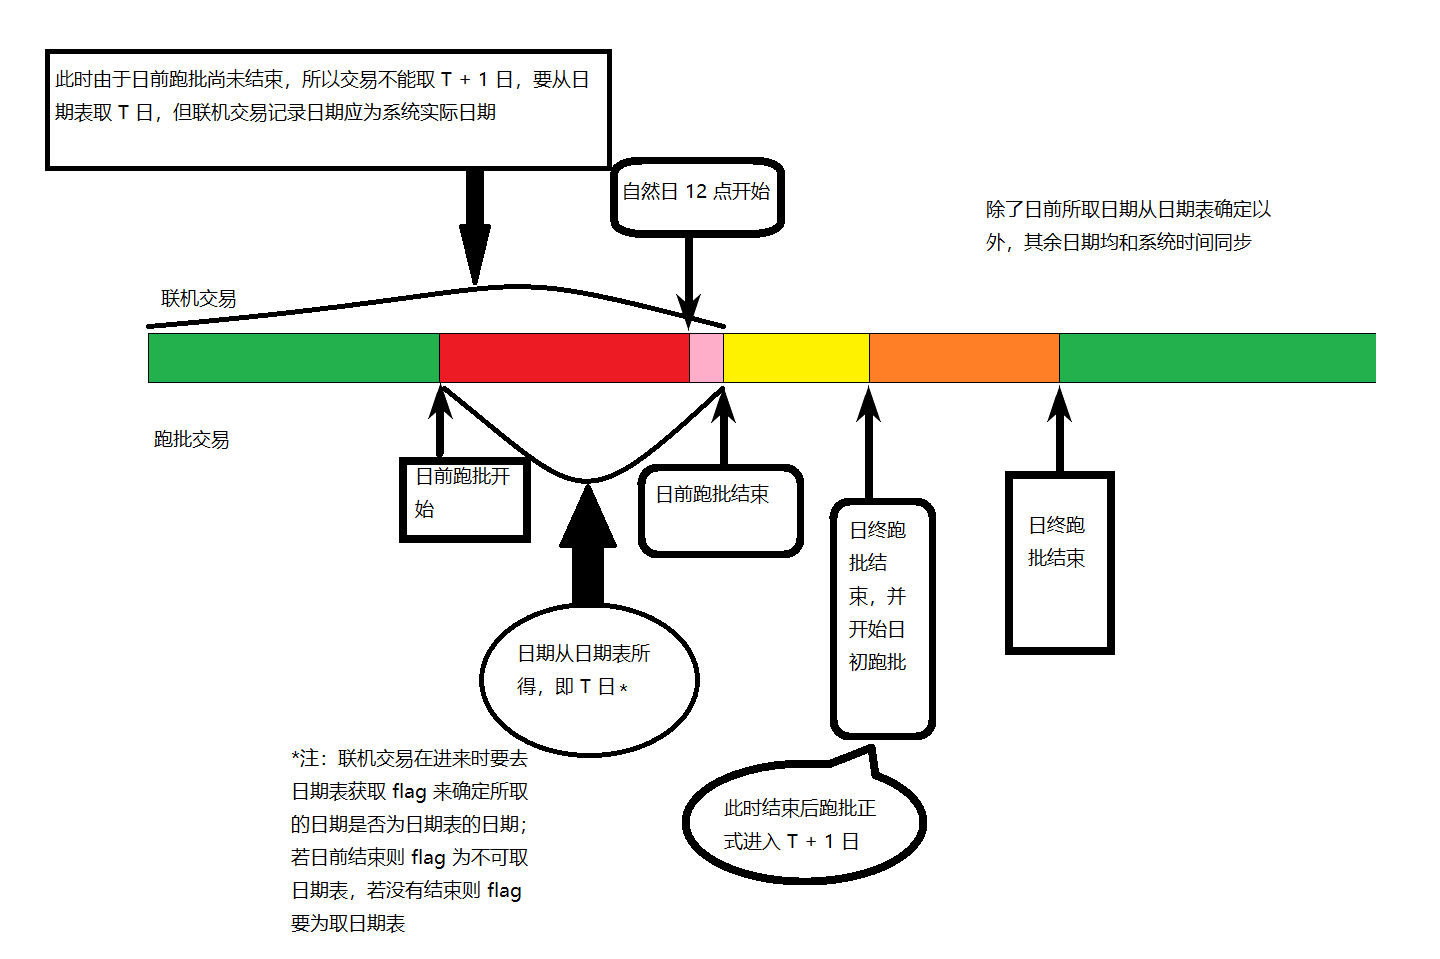 此时由于日前跑批尚未结束，所以交易不能取 T + 1 日，要从日
期表取 T 日，但联机交易记录日期应为系统实际日期
自然日 12 点开始
除了日前所取日期从日期表确定以
外，其余日期均和系统时间同步
联机交易
跑批交易
日前跑批开
始
日前跑批结束
日终跑
批结
束，并
开始日
初跑批
日终跑
批结束
日期从日期表所
得，即 T 日*
*注：联机交易在进来时要去
日期表获取 flag 来确定所取
的日期是否为日期表的日期；
若日前结束则 flag 为不可取
日期表，若没有结束则 flag
要为取日期表
此时结束后跑批正
式进入 T + 1 日